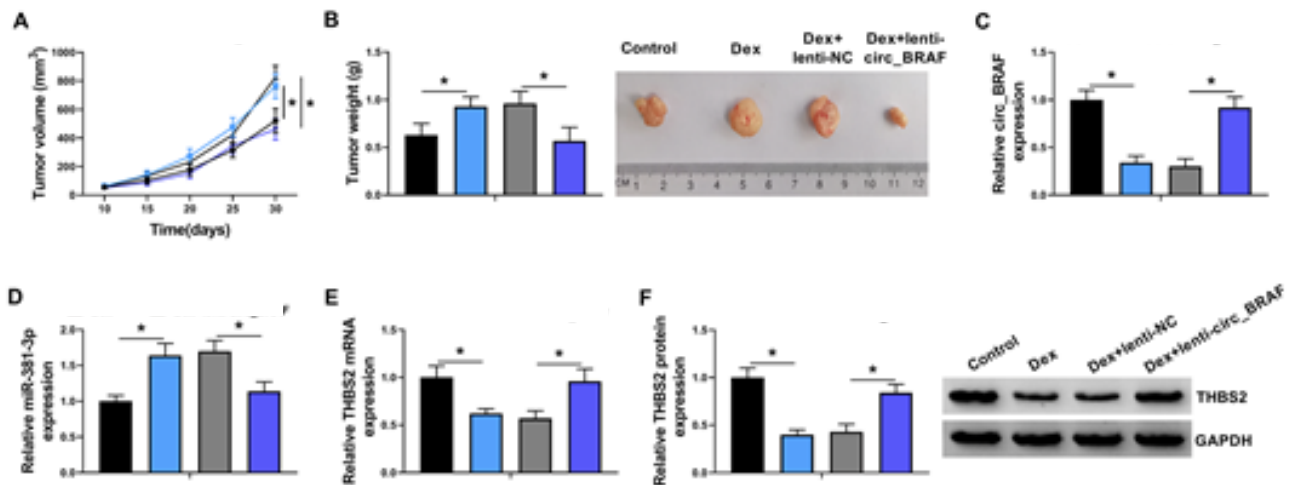 A
Tumor volume (mm³)
1000
800
600
400
200
0
10 15 20 25 30
Time(days)
* *
B
Tumor weight (g)
1.5
1.0
0.5
0.0
* *
Control Dex Dex+ lenti-NC Dex+lenti- circ_BRAF
CM 1 2 3 4 5 6 7 8 9 10 11 12
C
Relative circ_BRAF
expression
1.5
1.0
0.5
0.0
* *
D
Relative miR-381-3p
expression
2.0
1.5
1.0
0.5
0.0
* *
E
Relative THBS2 mRNA
expression
1.5
1.0
0.5
0.0
* *
F
Relative THBS2 protein
expression
1.5
1.0
0.5
0.0
* *
Control Dex Dex+lenti-NC Dex+lenti-circ_BRAF
THBS2
GAPDH